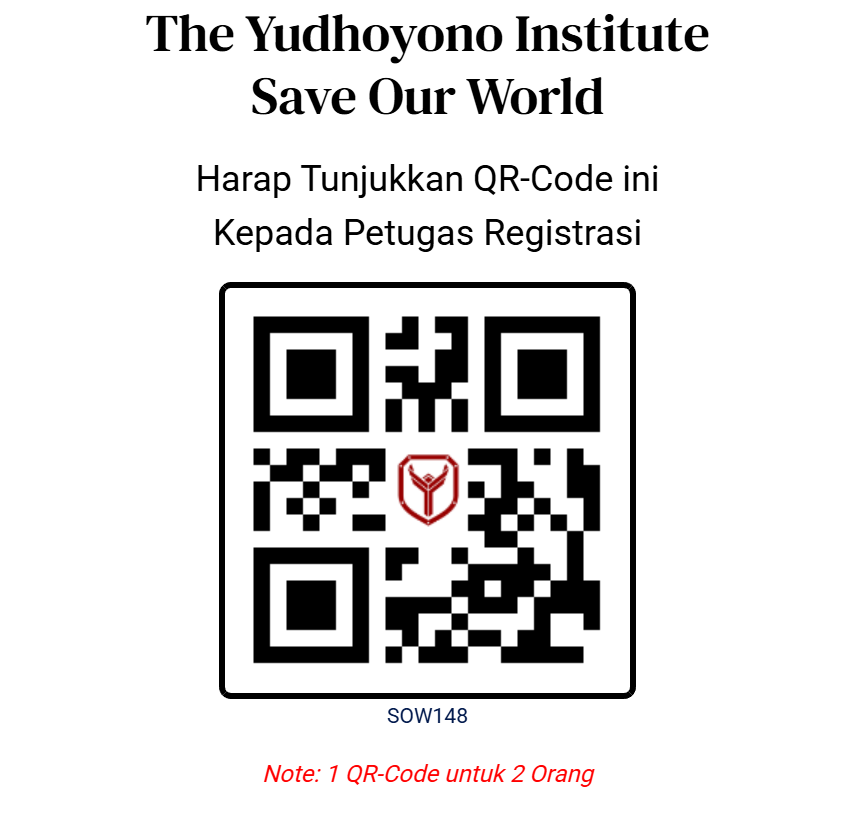 The Yudhoyono Institute
Save Our World
Harap Tunjukkan QR-Code ini
Kepada Petugas Registrasi
SOW148
Note: 1 QR-Code untuk 2 Orang